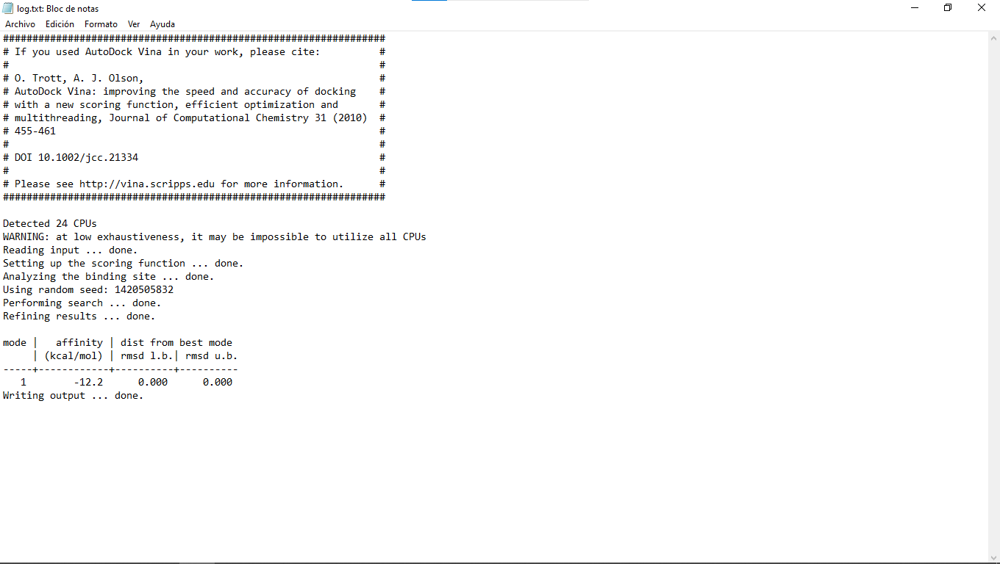 log.txt: Bloc de notas
Archivo Edición Formato Ver Ayuda
#################################################################
# If you used AutoDock Vina in your work, please cite:          #
#                                                               #
# O. Trott, A. J. Olson,                                        #
# AutoDock Vina: improving the speed and accuracy of docking    #
# with a new scoring function, efficient optimization and       #
# multithreading, Journal of Computational Chemistry 31 (2010)  #
# 455-461                                                       #
#                                                               #
# DOI 10.1002/jcc.21334                                         #
#                                                               #
# Please see http://vina.scripps.edu for more information.      #
#################################################################
Detected 24 CPUs
WARNING: at low exhaustiveness, it may be impossible to utilize all CPUs
Reading input ... done.
Setting up the scoring function ... done.
Analyzing the binding site ... done.
Using random seed: 1420505832
Performing search ... done.
Refining results ... done.
mode |   affinity | dist from best mode
     | (kcal/mol) | rmsd l.b.| rmsd u.b.
-----+------------+----------+----------
   1        -12.2      0.000      0.000
Writing output ... done.